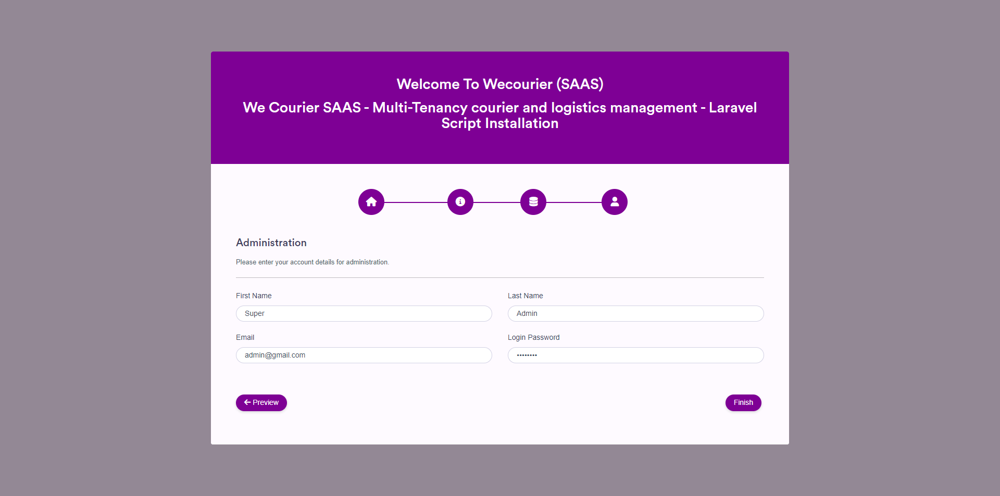 Welcome To Wecourier (SAAS)
We Courier SAAS - Multi-Tenancy courier and logistics management - Laravel
Script Installation
Administration
Please enter your account details for administration.
First Name
Last Name
Super
Admin
Email
Login Password
admin@gmail.com
••••••••
Preview
Finish